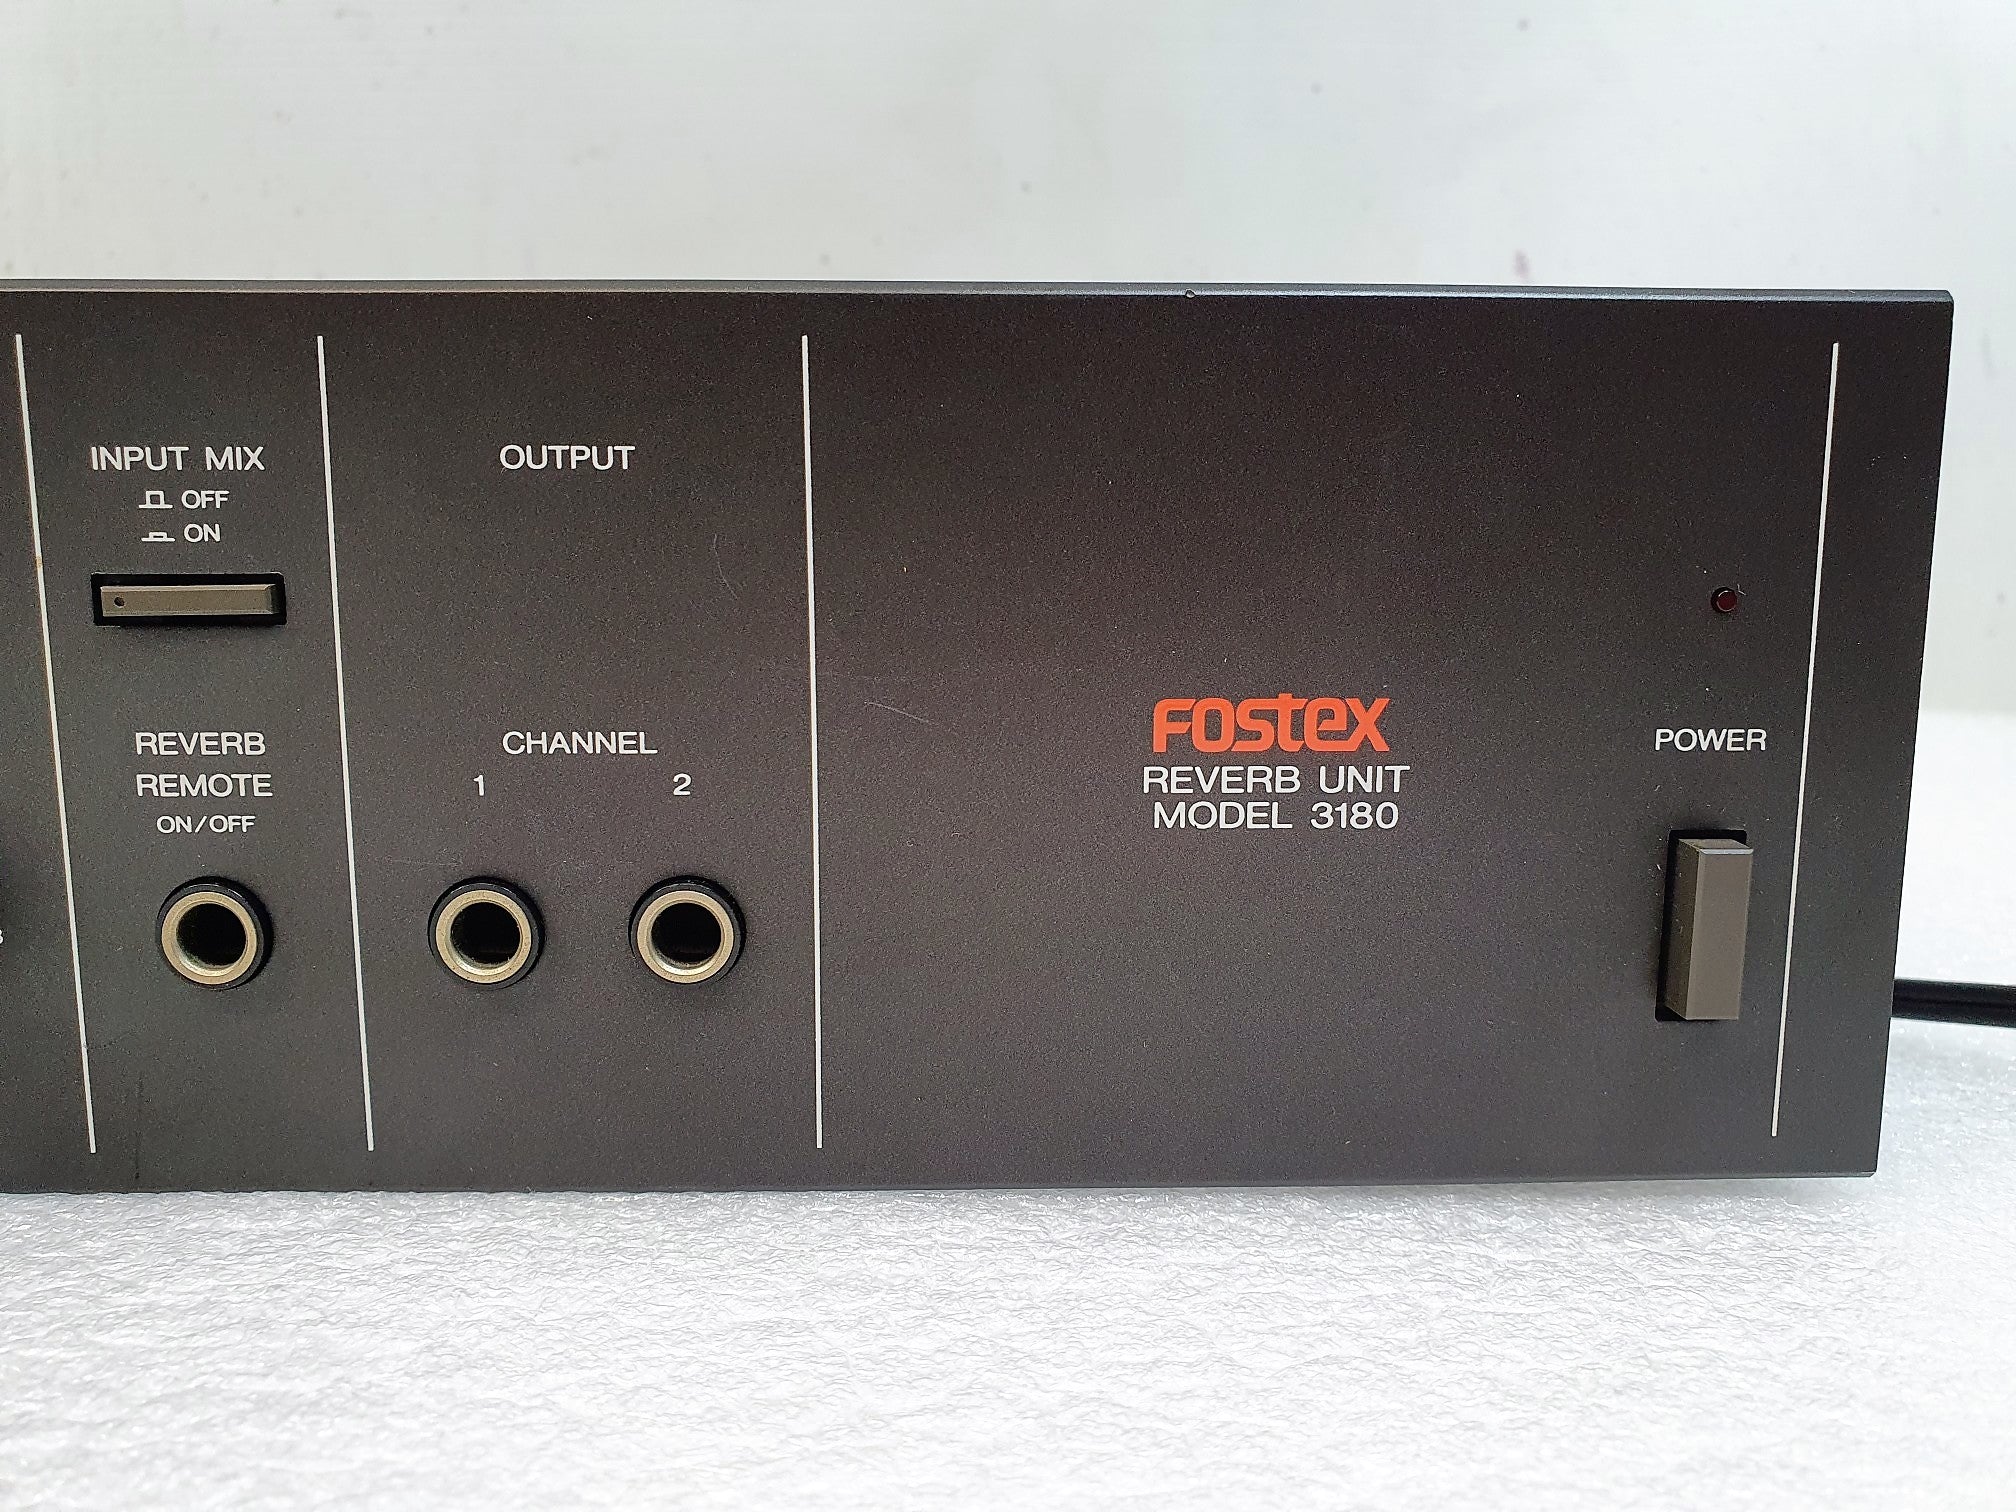 INPUT MIX
OFF
ON
REVERB
REMOTE
ON/OFF
OUTPUT
CHANNEL
1 2
FOSTEX
REVERB UNIT
MODEL 3180
POWER